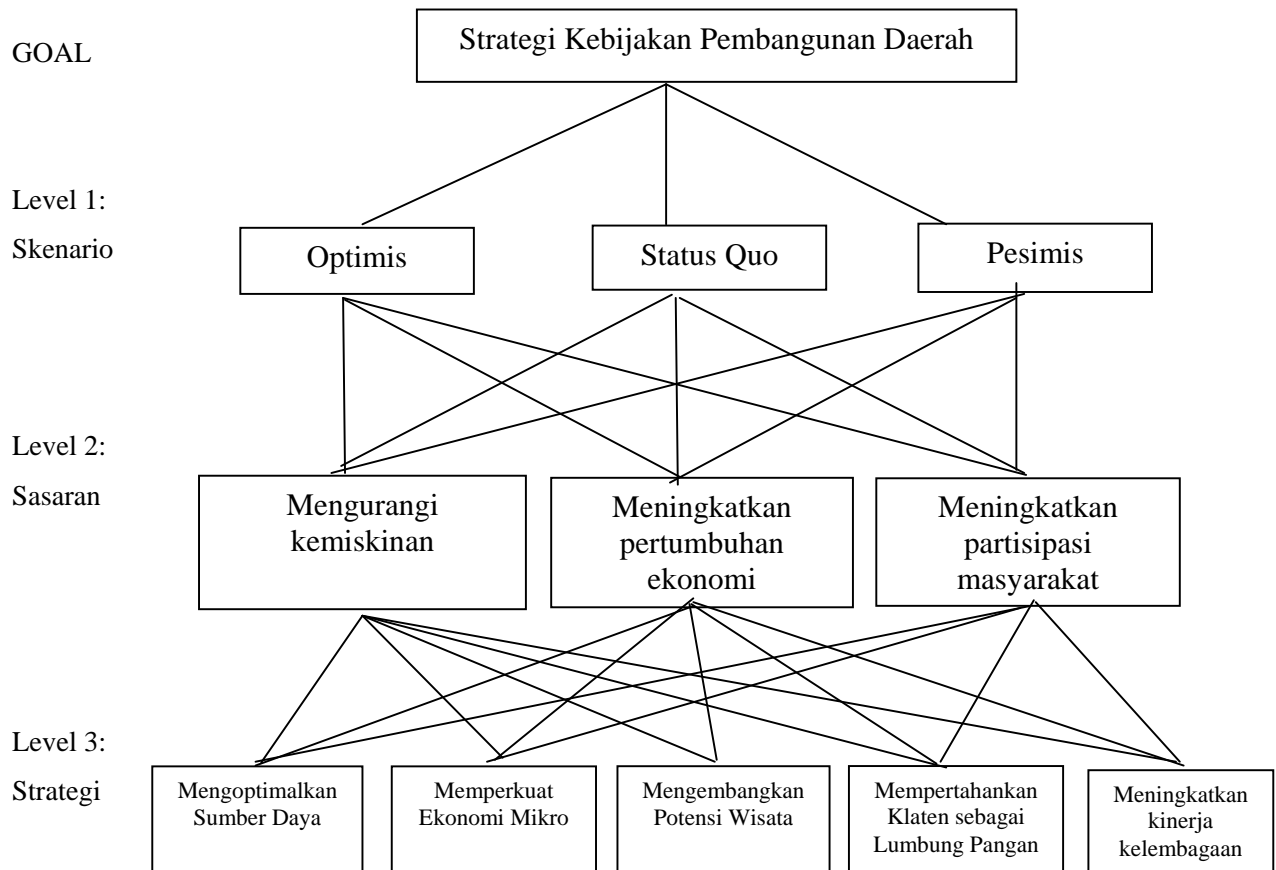 GOAL
Strategi Kebijakan Pembangunan Daerah
Level 1:
Skenario
Optimis
Status Quo
Pesimis
Level 2:
Sasaran
Mengurangi
kemiskinan
Meningkatkan
pertumbuhan
ekonomi
Meningkatkan
partisipasi
masyarakat
Level 3:
Strategi
Mengoptimalkan
Sumber Daya
Memperkuat
Ekonomi Mikro
Mengembangkan
Potensi Wisata
Mempertahankan
Klaten sebagai
Lumbung Pangan
Meningkatkan
kinerja
kelembagaan